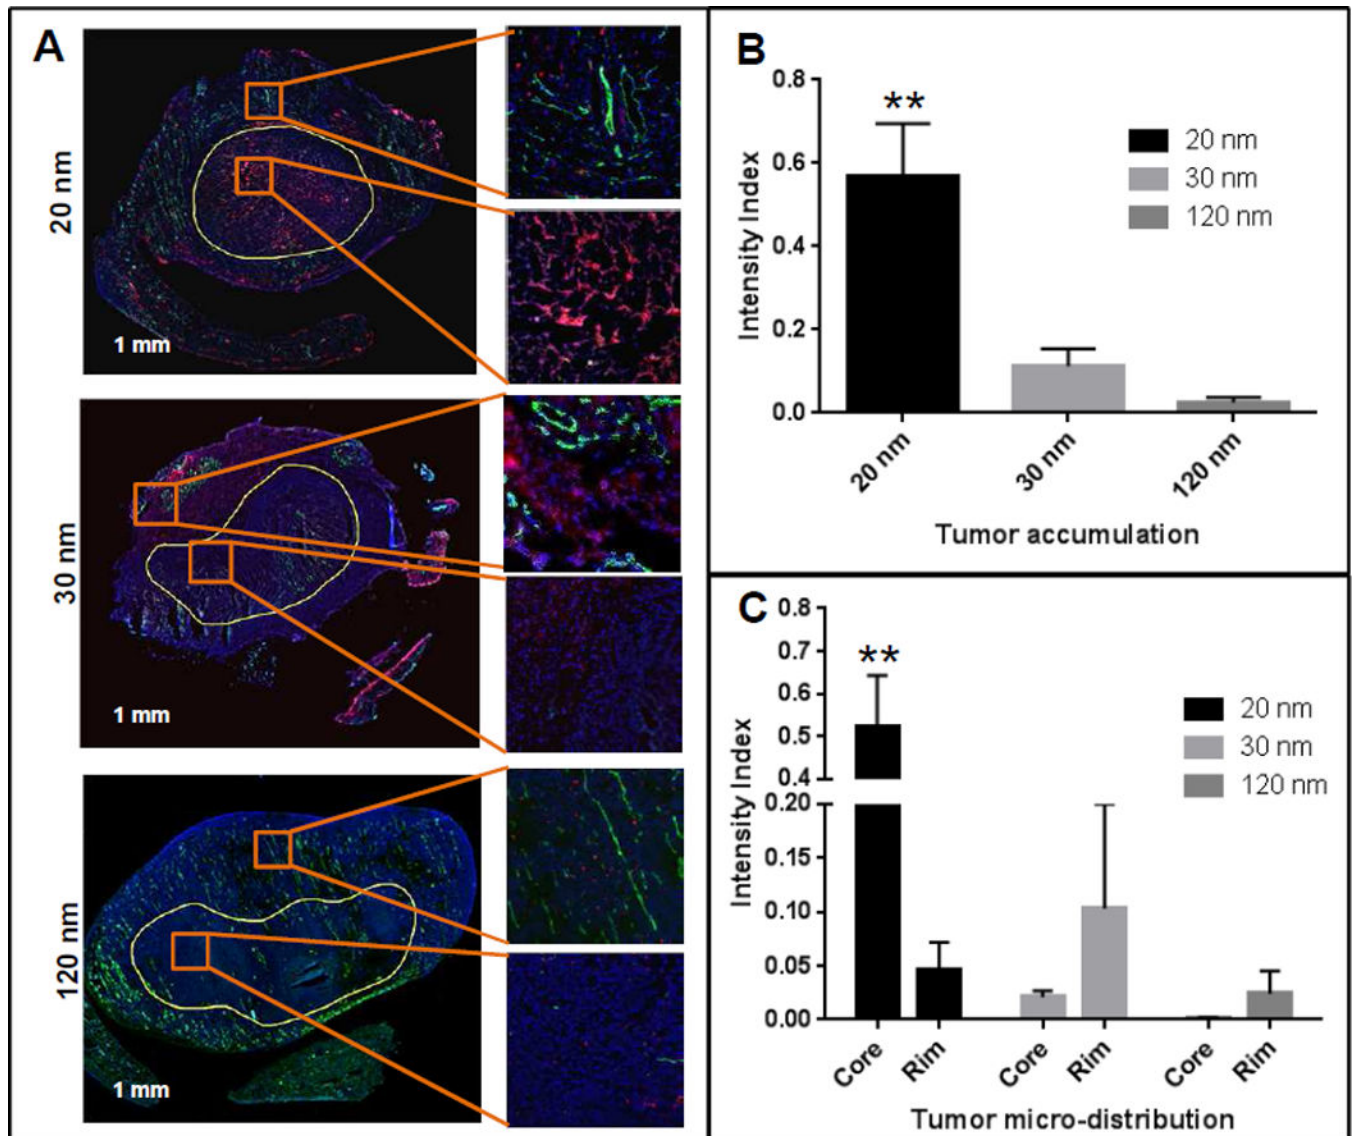 A
20 nm
1 mm
30 nm
1 mm
120 nm
1 mm
B
**
0.8
0.6
0.4
0.2
0.0
Intensity Index
20 nm
30 nm
120 nm
20 nm
30 nm
120 nm
Tumor accumulation
C
**
0.8
0.7
0.6
0.5
0.4
0.20
0.15
0.10
0.05
0.00
Intensity Index
20 nm
30 nm
120 nm
Core
Rim
Core
Rim
Core
Rim
Tumor micro-distribution